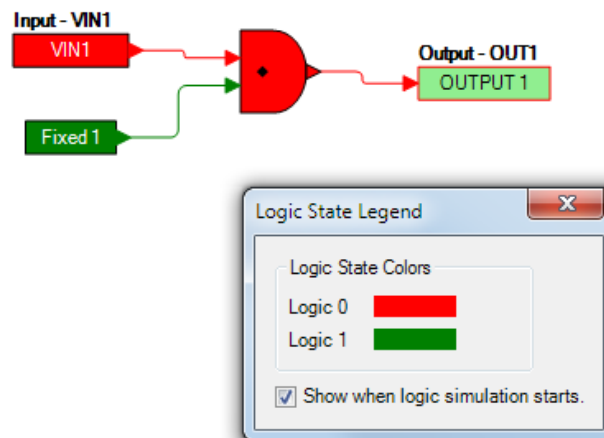 Input - VIN1
VIN1
Output - OUT1
OUTPUT 1
Fixed 1
Logic State Legend
Logic State Colors
Logic 0
Logic 1
Show when logic simulation starts.